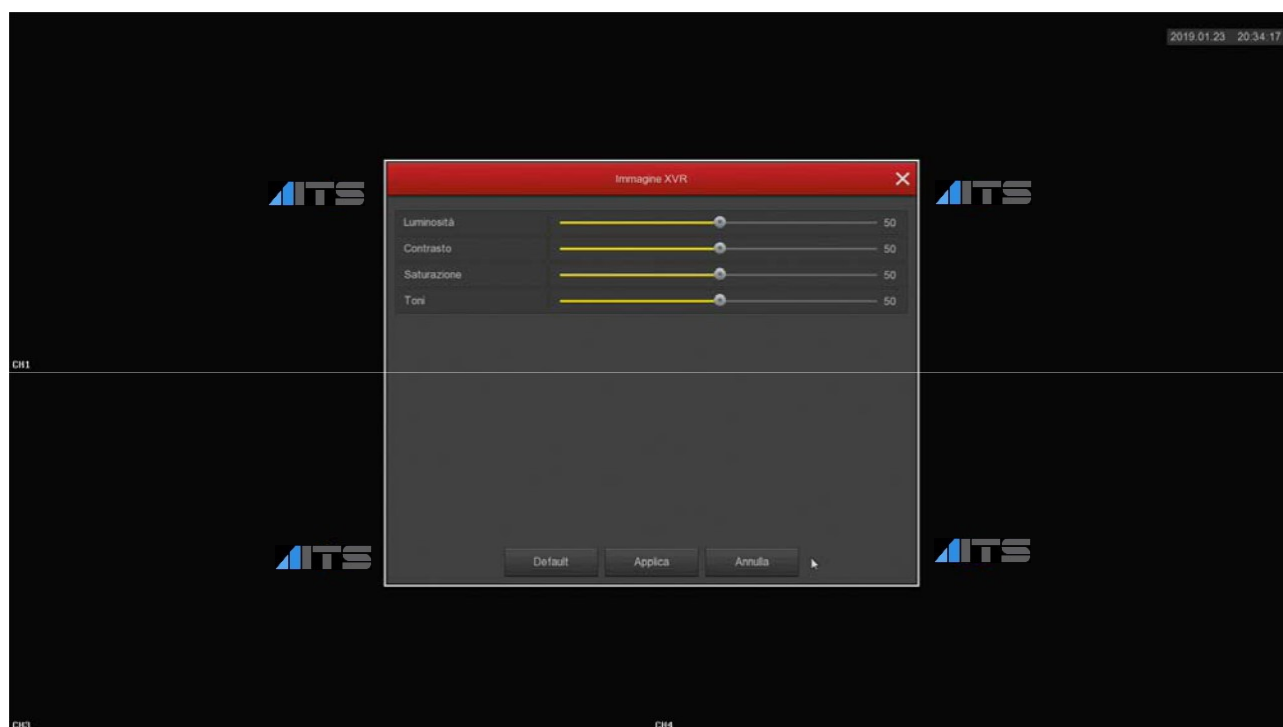 2019.01.23 20:34:17
Immagine XVR
ITS ITS
Luminosità 50
Contrasto 50
Saturazione 50
Toni 50
CH1
ITS ITS
Default Applica Annulla
CH3 CH4